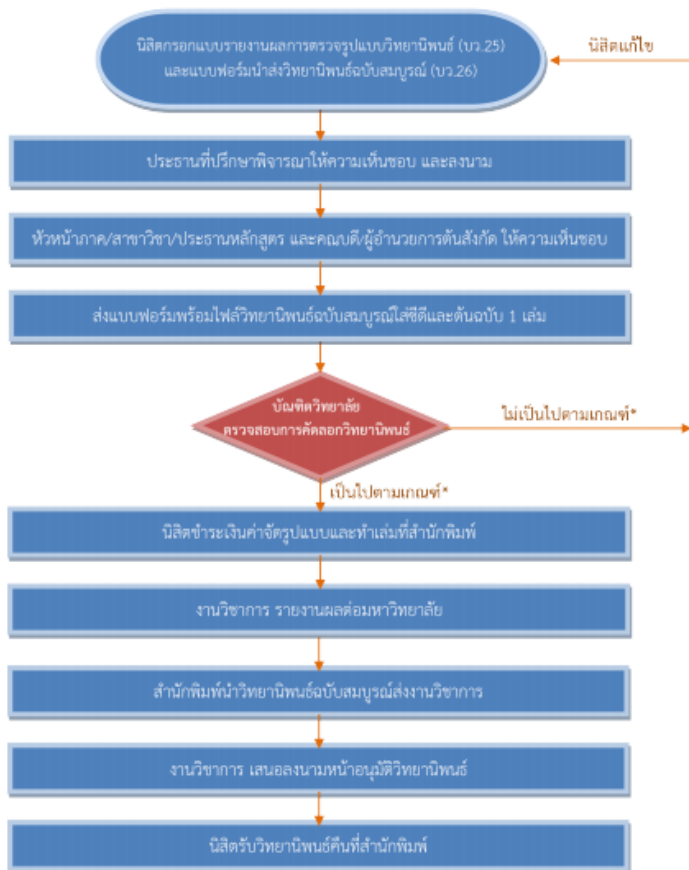 นิสิตกรอกแบบรายงานผลการตรวจรูปแบบวิทยานิพนธ์ (บว.25)
และแบบฟอร์มนำส่งวิทยานิพนธ์ฉบับสมบูรณ์ (บว.26)
นิสิตแก้ไข
ประธานที่ปรึกษาพิจารณาให้ความเห็นชอบ และลงนาม
หัวหน้าภาค/สาขาวิชา/ประธานหลักสูตร และคณบดี/ผู้อำนวยการต้นสังกัด ให้ความเห็นชอบ
ส่งแบบฟอร์มพร้อมไฟล์วิทยานิพนธ์ฉบับสมบูรณ์ใส่ซีดีและต้นฉบับ 1 เล่ม
บัณฑิตวิทยาลัย
ตรวจสอบการคัดลอกวิทยานิพนธ์
ไม่เป็นไปตามเกณฑ์*
เป็นไปตามเกณฑ์*
นิสิตชำระเงินค่าจัดรูปแบบและทำเล่มที่สำนักพิมพ์
งานวิชาการ รายงานผลต่อมหาวิทยาลัย
สำนักพิมพ์นำวิทยานิพนธ์ฉบับสมบูรณ์ส่งงานวิชาการ
งานวิชาการ เสนอลงนามหน้าอนุมัติวิทยานิพนธ์
นิสิตรับวิทยานิพนธ์คืนที่สำนักพิมพ์